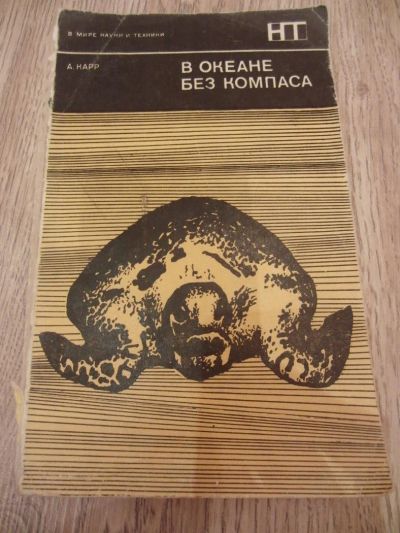 В МИРЕ НАУКИ И ТЕХНИКИ
НТ
А. КАРР
В ОКЕАНЕ
БЕЗ КОМПАСА